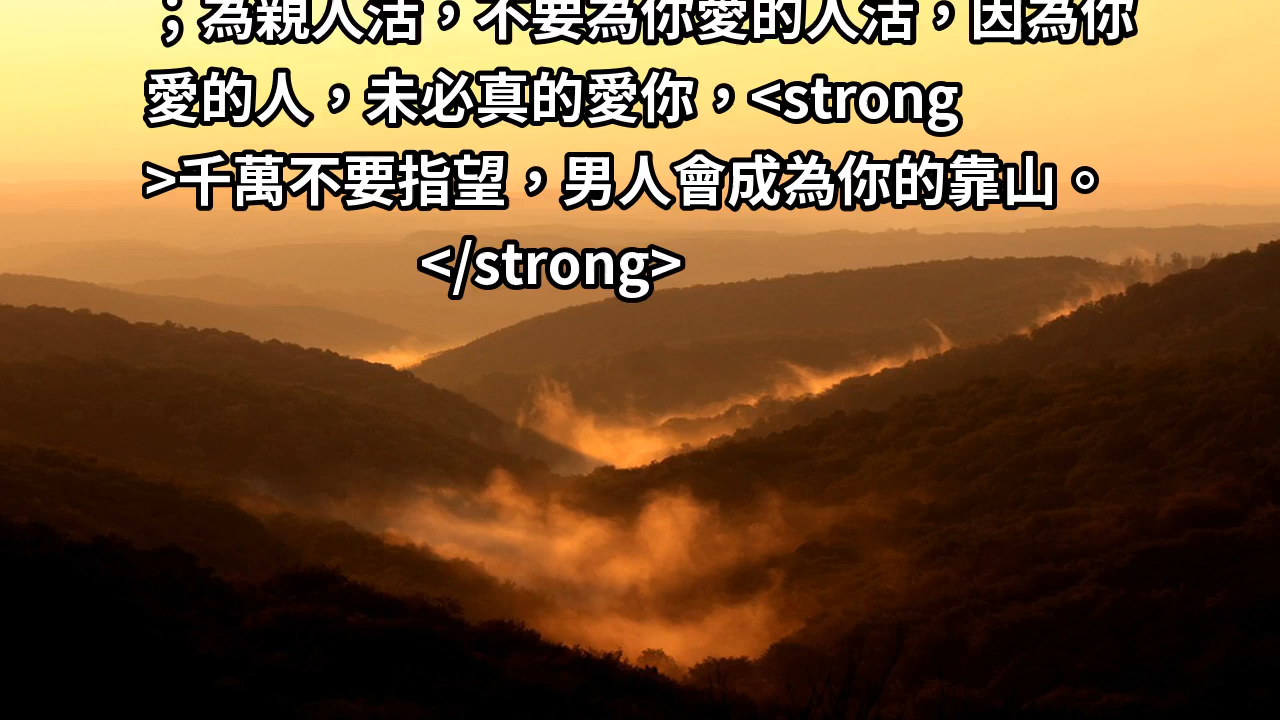 ；為親人活，不要為你愛的人活，因為你
愛的人，未必真的愛你，<strong
>千萬不要指望，男人會成為你的靠山。
</strong>